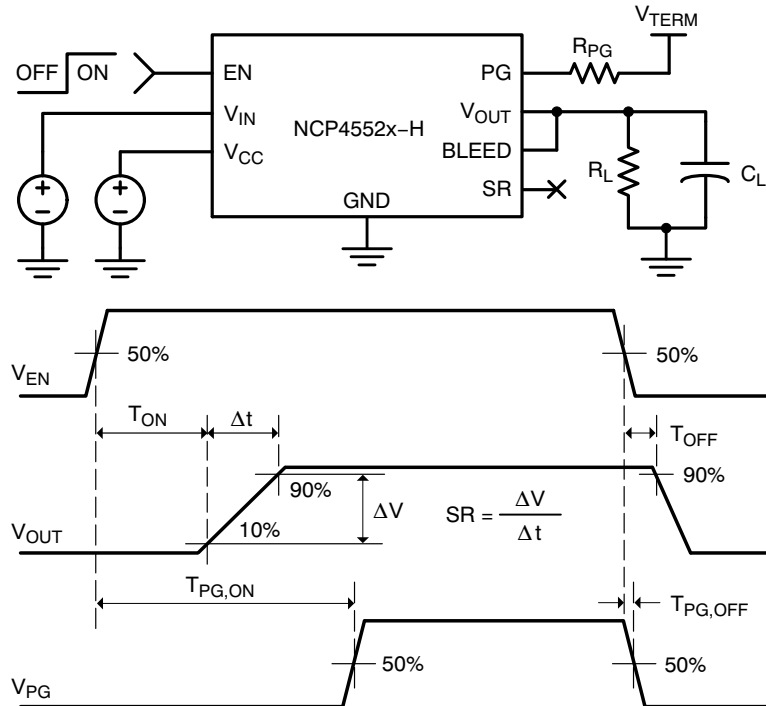 V_TERM
R_PG
OFF ON
EN
PG
V_IN
V_OUT
NCP4552x−H
V_CC
BLEED
R_L
C_L
SR
GND
50%
50%
V_EN
T_ON
Δt
T_OFF
90%
90%
ΔV
SR = ΔV
Δt
10%
V_OUT
T_PG,ON
T_PG,OFF
50%
50%
V_PG